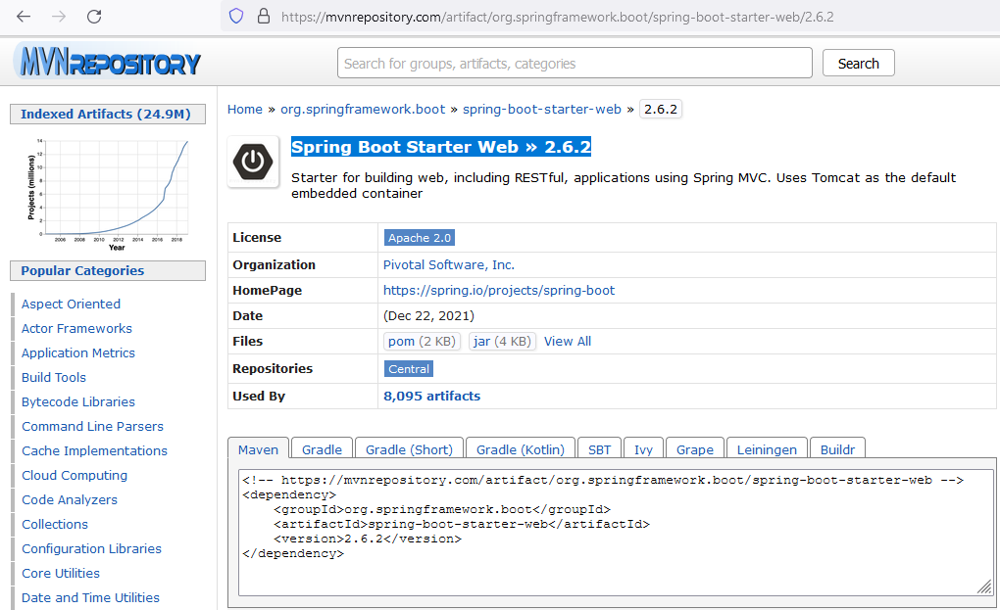 https://mvnrepository.com/artifact/org.springframework.boot/spring-boot-starter-web/2.6.2
MVNREPOSITORY
Search for groups, artifacts, categories
Search
Indexed Artifacts (24.9M)
Projects (millions)
14
12
10
8
6
4
2
0
2006 2008 2010 2012 2014 2016 2018
Year
Popular Categories
Aspect Oriented
Actor Frameworks
Application Metrics
Build Tools
Bytecode Libraries
Command Line Parsers
Cache Implementations
Cloud Computing
Code Analyzers
Collections
Configuration Libraries
Core Utilities
Date and Time Utilities
Home » org.springframework.boot » spring-boot-starter-web » 2.6.2
Spring Boot Starter Web » 2.6.2
Starter for building web, including RESTful, applications using Spring MVC. Uses Tomcat as the default
embedded container
License Apache 2.0
Organization Pivotal Software, Inc.
HomePage https://spring.io/projects/spring-boot
Date (Dec 22, 2021)
Files pom (2 KB) jar (4 KB) View All
Repositories Central
Used By 8,095 artifacts
Maven Gradle Gradle (Short) Gradle (Kotlin) SBT Ivy Grape Leiningen Buildr
<!-- https://mvnrepository.com/artifact/org.springframework.boot/spring-boot-starter-web -->
<dependency>
    <groupId>org.springframework.boot</groupId>
    <artifactId>spring-boot-starter-web</artifactId>
    <version>2.6.2</version>
</dependency>